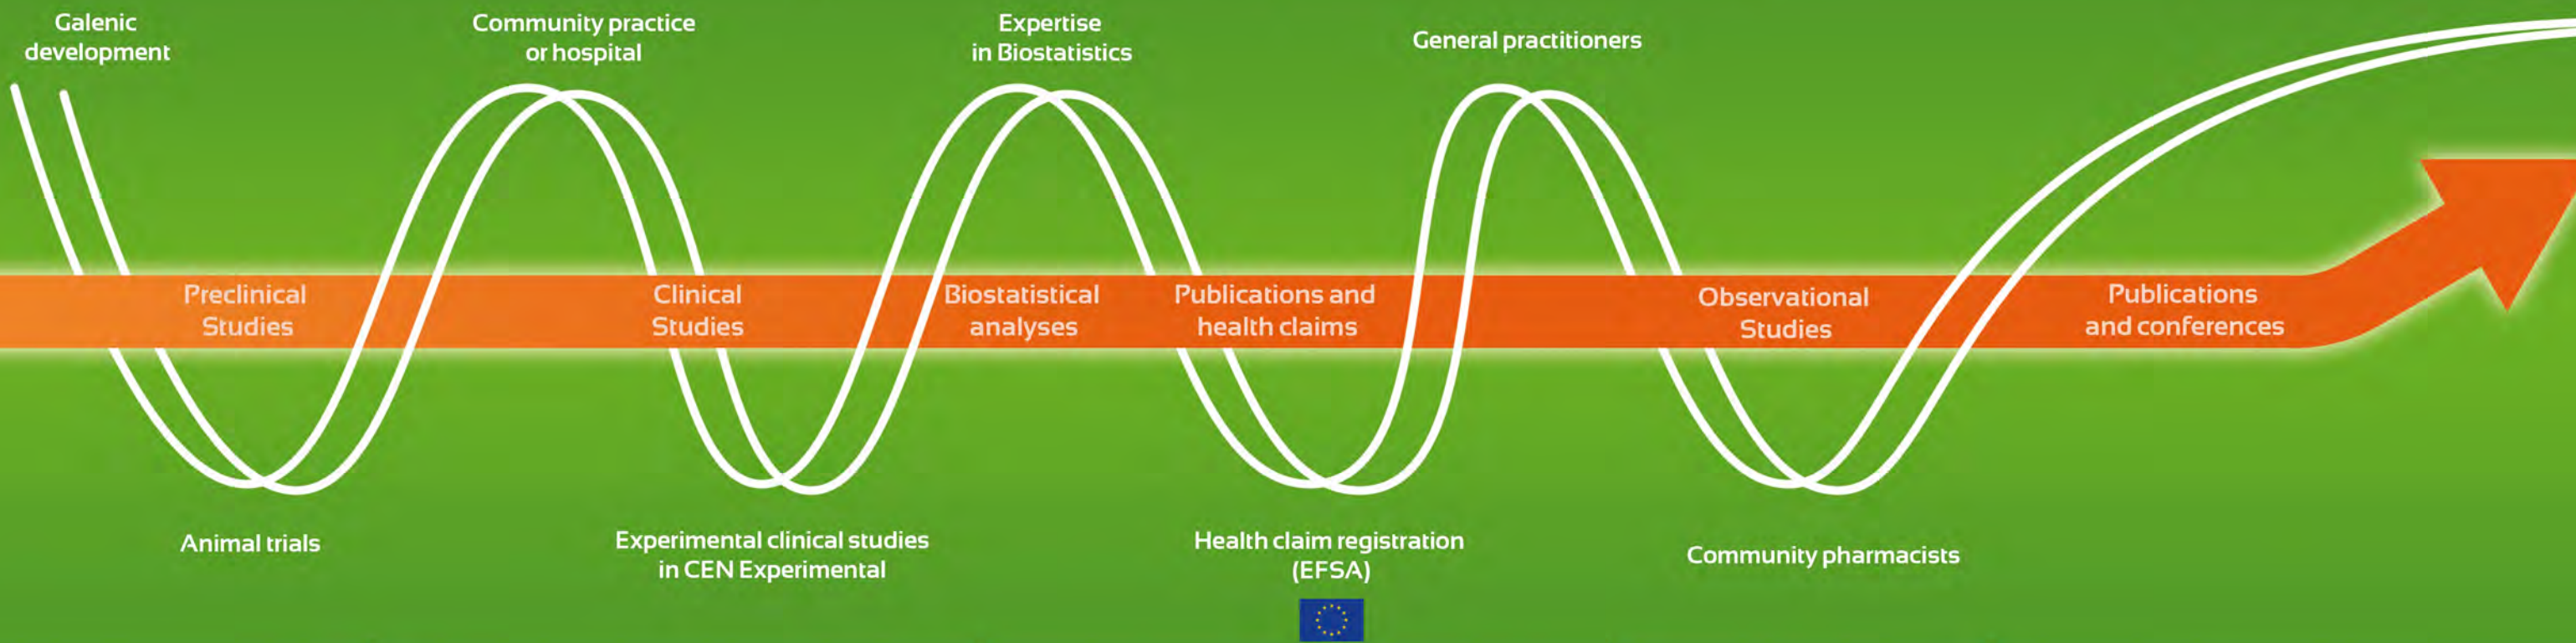 Galenic
development
Community practice
or hospital
Expertise
in Biostatistics
General practitioners
Preclinical
Studies
Clinical
Studies
Biostatistical
analyses
Publications and
health claims
Observational
Studies
Publications
and conferences
Animal trials
Experimental clinical studies
in CEN Experimental
Health claim registration
(EFSA)
Community pharmacists